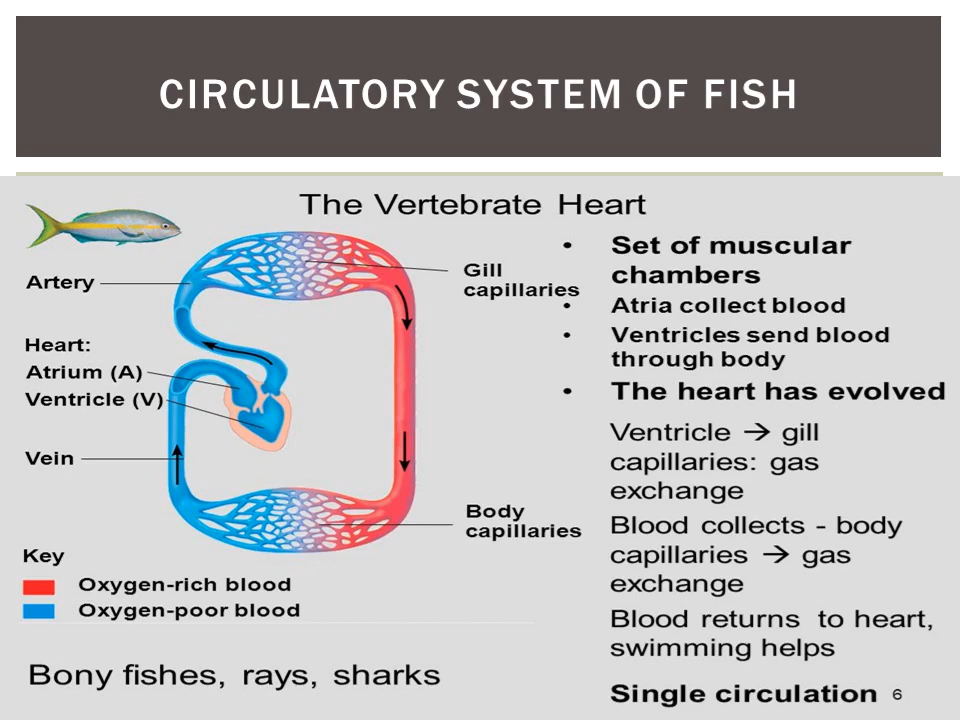 CIRCULATORY SYSTEM OF FISH
The Vertebrate Heart
Artery
Gill
capillaries
Heart:
Atrium (A)
Ventricle (V)
Vein
Body
capillaries
Key
Oxygen-rich blood
Oxygen-poor blood
Bony fishes, rays, sharks
• Set of muscular
chambers
• Atria collect blood
• Ventricles send blood
through body
• The heart has evolved
Ventricle → gill
capillaries: gas
exchange
Blood collects - body
capillaries → gas
exchange
Blood returns to heart,
swimming helps
Single circulation
6